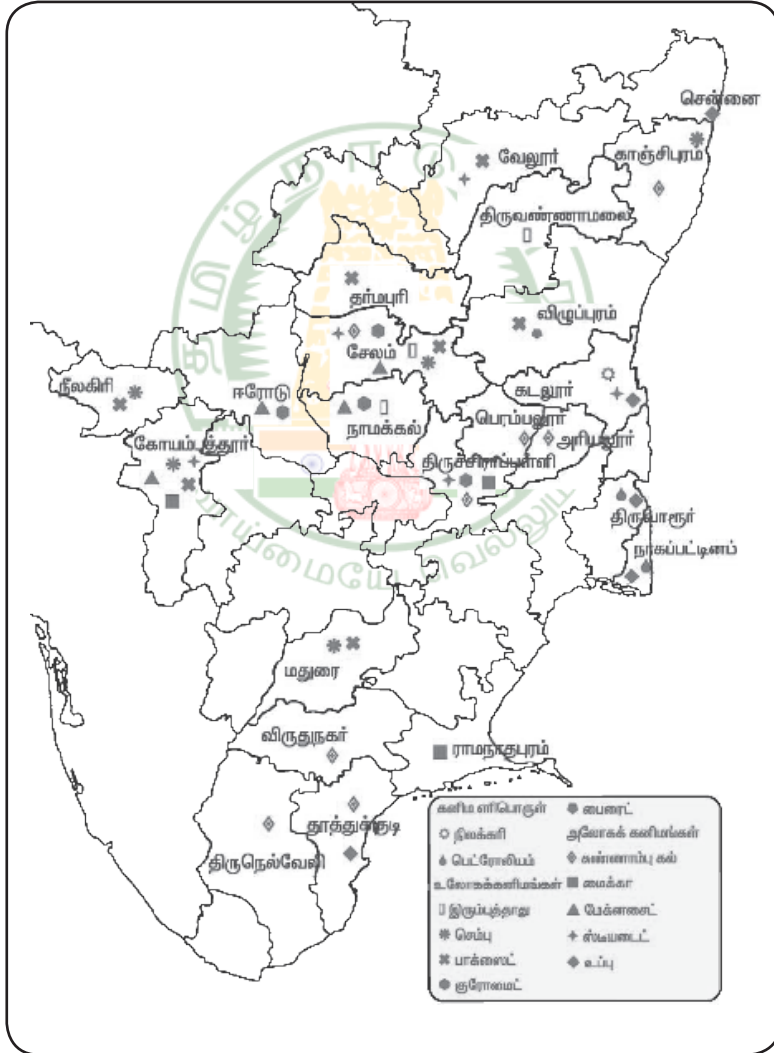 சென்னை
வேலூர்
காஞ்சிபுரம்
திருவண்ணாமலை
தர்மபுரி
விழுப்புரம்
சேலம்
நீலகிரி
ஈரோடு
கடலூர்
நாமக்கல்
பெரம்பலூர்
அரியலூர்
கோயம்புத்தூர்
திருச்சிராப்பள்ளி
திருவாரூர்
நாகப்பட்டினம்
வாய்மையே வெல்லும்
மதுரை
விருதுநகர்
ராமநாதபுரம்
தூத்துக்குடி
திருநெல்வேலி
கனிம எரிபொருள்
நிலக்கரி
பெட்ரோலியம்
உலோகக்கனிமங்கள்
இரும்புத்தாது
செம்பு
பாக்ஸைட்
குரோமைட்
பைரைட்
அலோகக் கனிமங்கள்
சுண்ணாம்பு கல்
மைக்கா
மேக்னசைட்
ஸ்டியடைட்
உப்பு